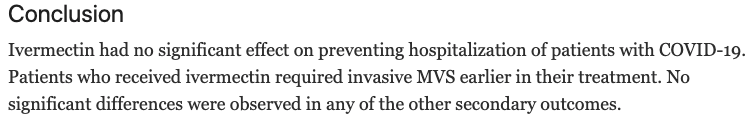 Conclusion
Ivermectin had no significant effect on preventing hospitalization of patients with COVID-19.
Patients who received ivermectin required invasive MVS earlier in their treatment. No
significant differences were observed in any of the other secondary outcomes.